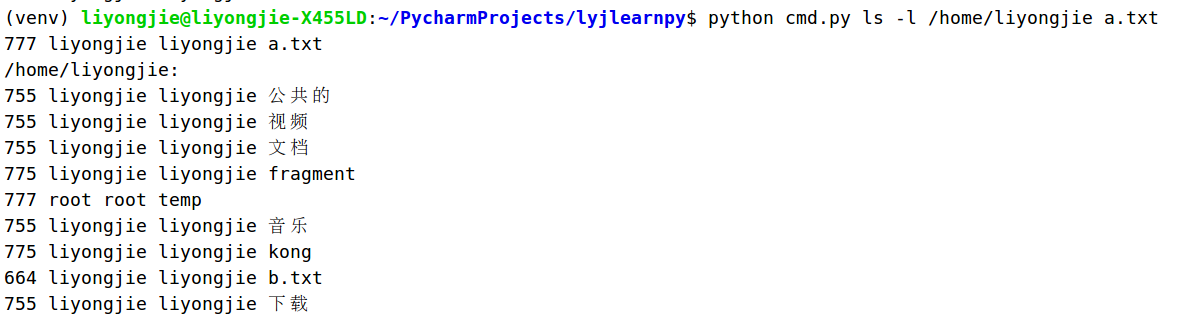 (venv) liyongjie@liyongjie-X455LD:~/PycharmProjects/lyjlearnpy$ python cmd.py ls -l /home/liyongjie a.txt
777 liyongjie liyongjie a.txt
/home/liyongjie:
755 liyongjie liyongjie 公共的
755 liyongjie liyongjie 视频
755 liyongjie liyongjie 文档
775 liyongjie liyongjie fragment
777 root root temp
755 liyongjie liyongjie 音乐
775 liyongjie liyongjie kong
664 liyongjie liyongjie b.txt
755 liyongjie liyongjie 下载